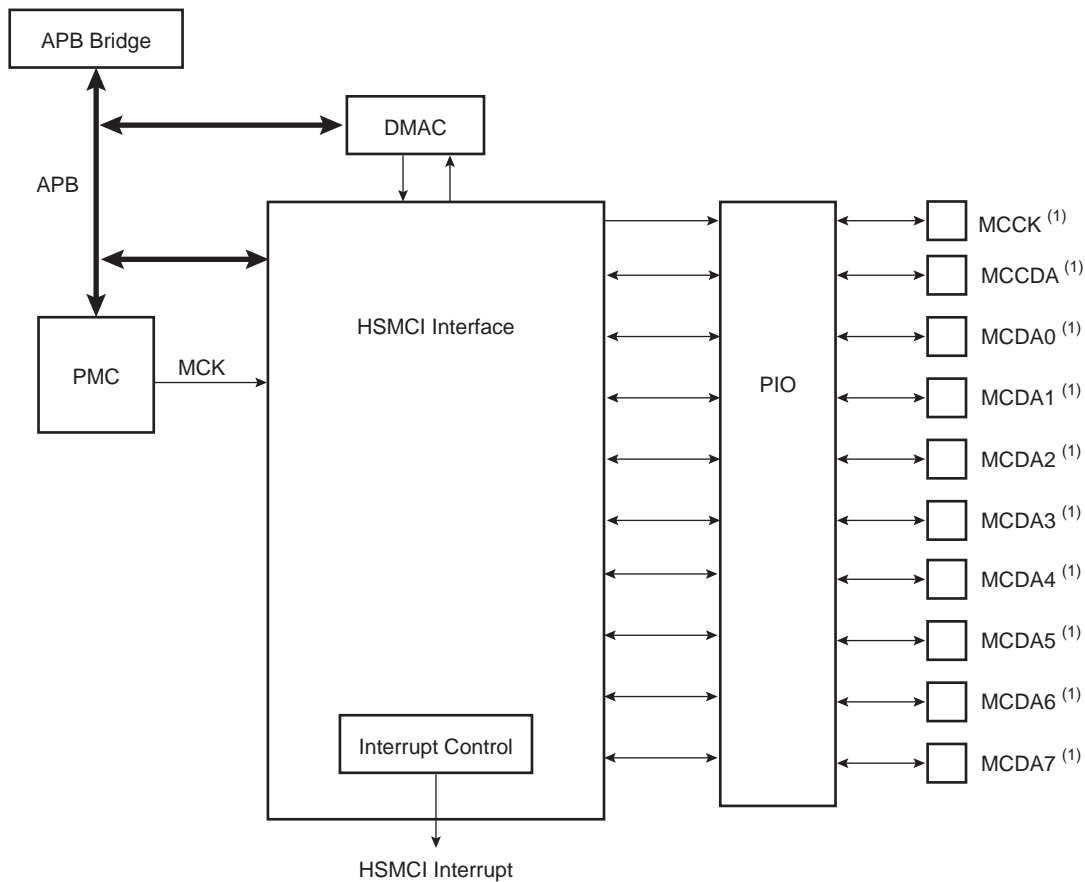 APB Bridge
DMAC
APB
HSMCI Interface
PMC
MCK
PIO
MCCK (1)
MCCDA (1)
MCDA0 (1)
MCDA1 (1)
MCDA2 (1)
MCDA3 (1)
MCDA4 (1)
MCDA5 (1)
MCDA6 (1)
MCDA7 (1)
Interrupt Control
HSMCI Interrupt